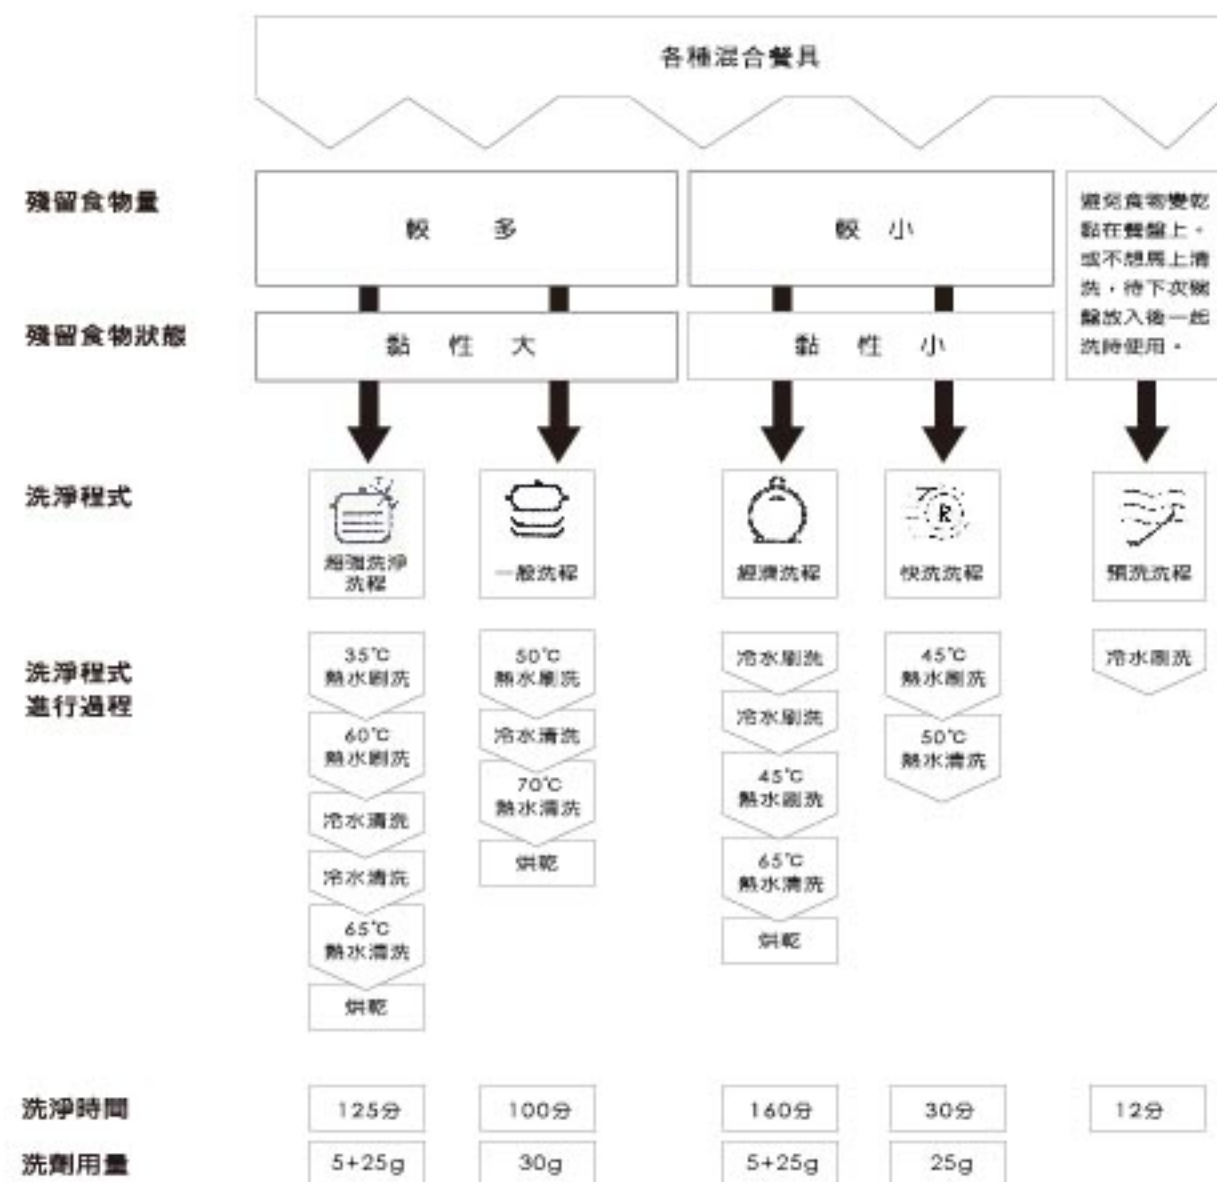 各種混合餐具
殘留食物量
較 多
較 小
避免食物變乾
黏在餐盤上。
或不想馬上清
洗，待下次碗
盤放入後一起
洗時使用。
殘留食物狀態
黏 性 大
黏 性 小
洗淨程式
超強洗淨
洗程
一般洗程
經濟洗程
快洗洗程
預洗洗程
R
洗淨程式
進行過程
35℃
熱水刷洗
60℃
熱水刷洗
冷水清洗
冷水清洗
65℃
熱水清洗
烘乾
50℃
熱水刷洗
冷水清洗
70℃
熱水清洗
烘乾
冷水刷洗
冷水刷洗
45℃
熱水刷洗
65℃
熱水清洗
烘乾
45℃
熱水刷洗
50℃
熱水清洗
冷水刷洗
洗淨時間
125分
100分
160分
30分
12分
洗劑用量
5+25g
30g
5+25g
25g